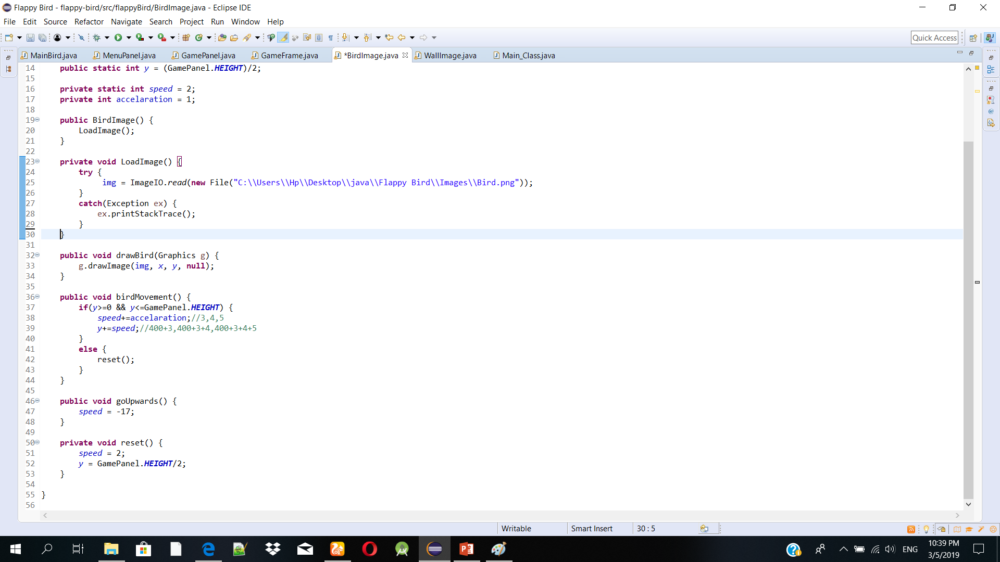 Flappy Bird - flappy-bird/src/flappyBird/BirdImage.java - Eclipse IDE
File Edit Source Refactor Navigate Search Project Run Window Help
Quick Access
MainBird.java MenuPanel.java GamePanel.java GameFrame.java *BirdImage.java WallImage.java Main_Class.java
14 public static int y = (GamePanel.HEIGHT)/2;
15
16 private static int speed = 2;
17 private int accelaration = 1;
18
19 public BirdImage() {
20 LoadImage();
21 }
22
23 private void LoadImage() {
24 try {
25 img = ImageIO.read(new File("C:\\Users\\Hp\\Desktop\\java\\Flappy Bird\\Images\\Bird.png"));
26 }
27 catch(Exception ex) {
28 ex.printStackTrace();
29 }
30 }
31
32 public void drawBird(Graphics g) {
33 g.drawImage(img, x, y, null);
34 }
35
36 public void birdMovement() {
37 if(y>=0 && y<=GamePanel.HEIGHT) {
38 speed+=accelaration;//3,4,5
39 y+=speed;//400+3,400+3+4,400+3+4+5
40 }
41 else {
42 reset();
43 }
44 }
45
46 public void goUpwards() {
47 speed = -17;
48 }
49
50 private void reset() {
51 speed = 2;
52 y = GamePanel.HEIGHT/2;
53 }
54
55 }
56
Writable Smart Insert 30 : 5
ENG 10:39 PM
3/5/2019